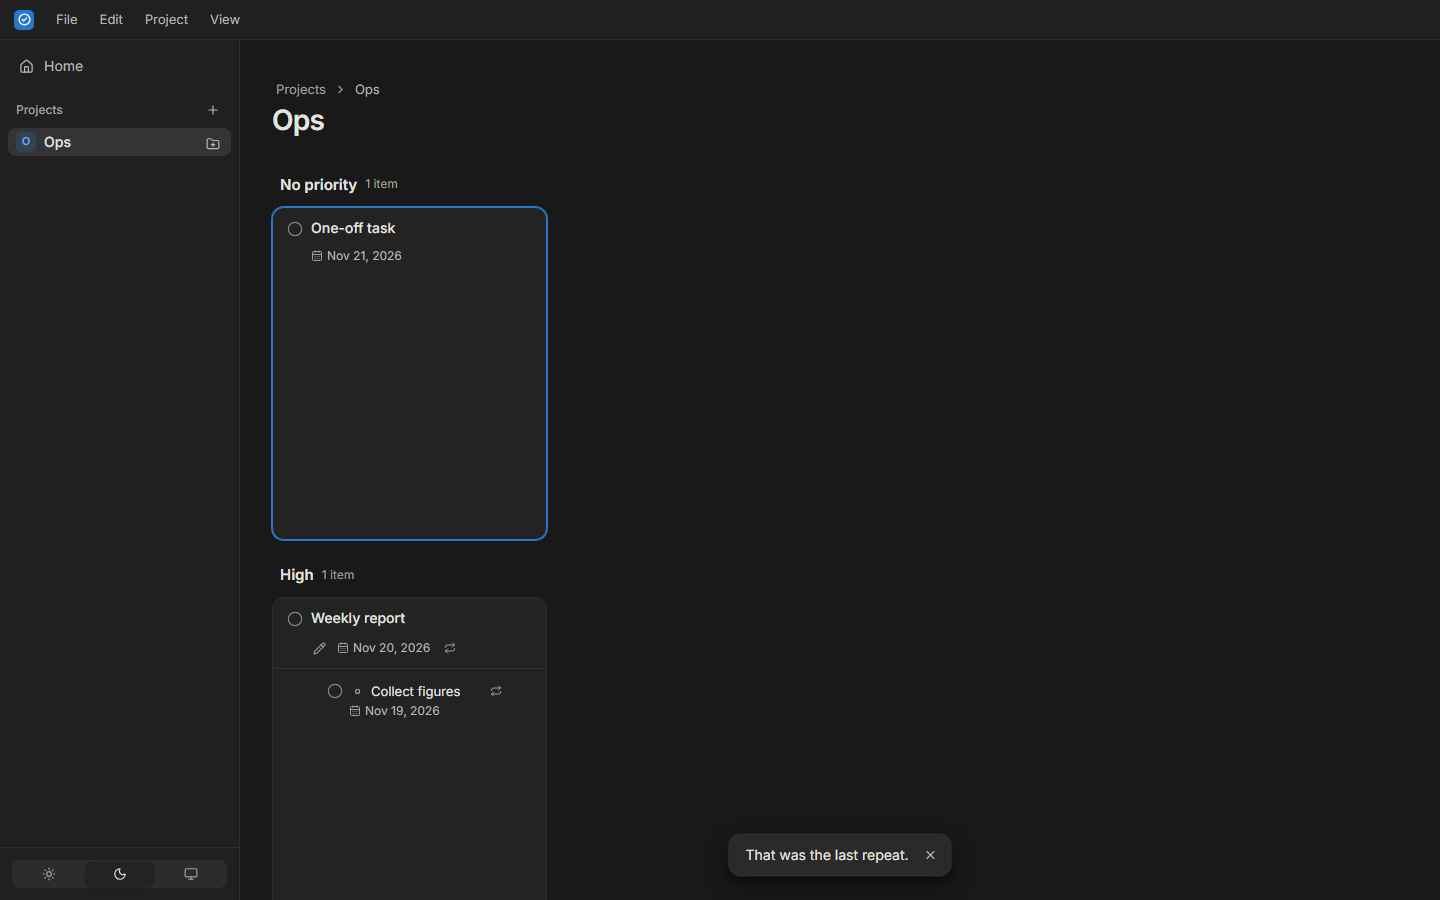 File Edit Project View
Home
Projects
O Ops
Projects > Ops
Ops
No priority 1 item
One-off task
Nov 21, 2026
High 1 item
Weekly report
Nov 20, 2026
Collect figures
Nov 19, 2026
That was the last repeat.